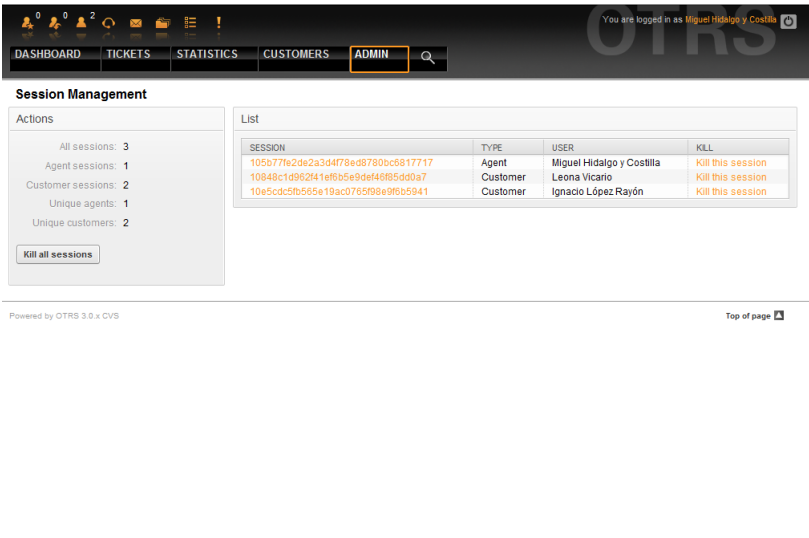 0 0 2
You are logged in as Miguel Hidalgo y Costilla
OTRS
DASHBOARD TICKETS STATISTICS CUSTOMERS ADMIN
Session Management
Actions
All sessions: 3
Agent sessions: 1
Customer sessions: 2
Unique agents: 1
Unique customers: 2
Kill all sessions
List
SESSION TYPE USER KILL
105b77fe2de2a3d4f78ed8780bc6817717 Agent Miguel Hidalgo y Costilla Kill this session
10848c1d962f41ef6b5e9def46f85dd0a7 Customer Leona Vicario Kill this session
10e5cdc5fb565e19ac0765f98e9f6b5941 Customer Ignacio López Rayón Kill this session
Powered by OTRS 3.0.x CVS
Top of page